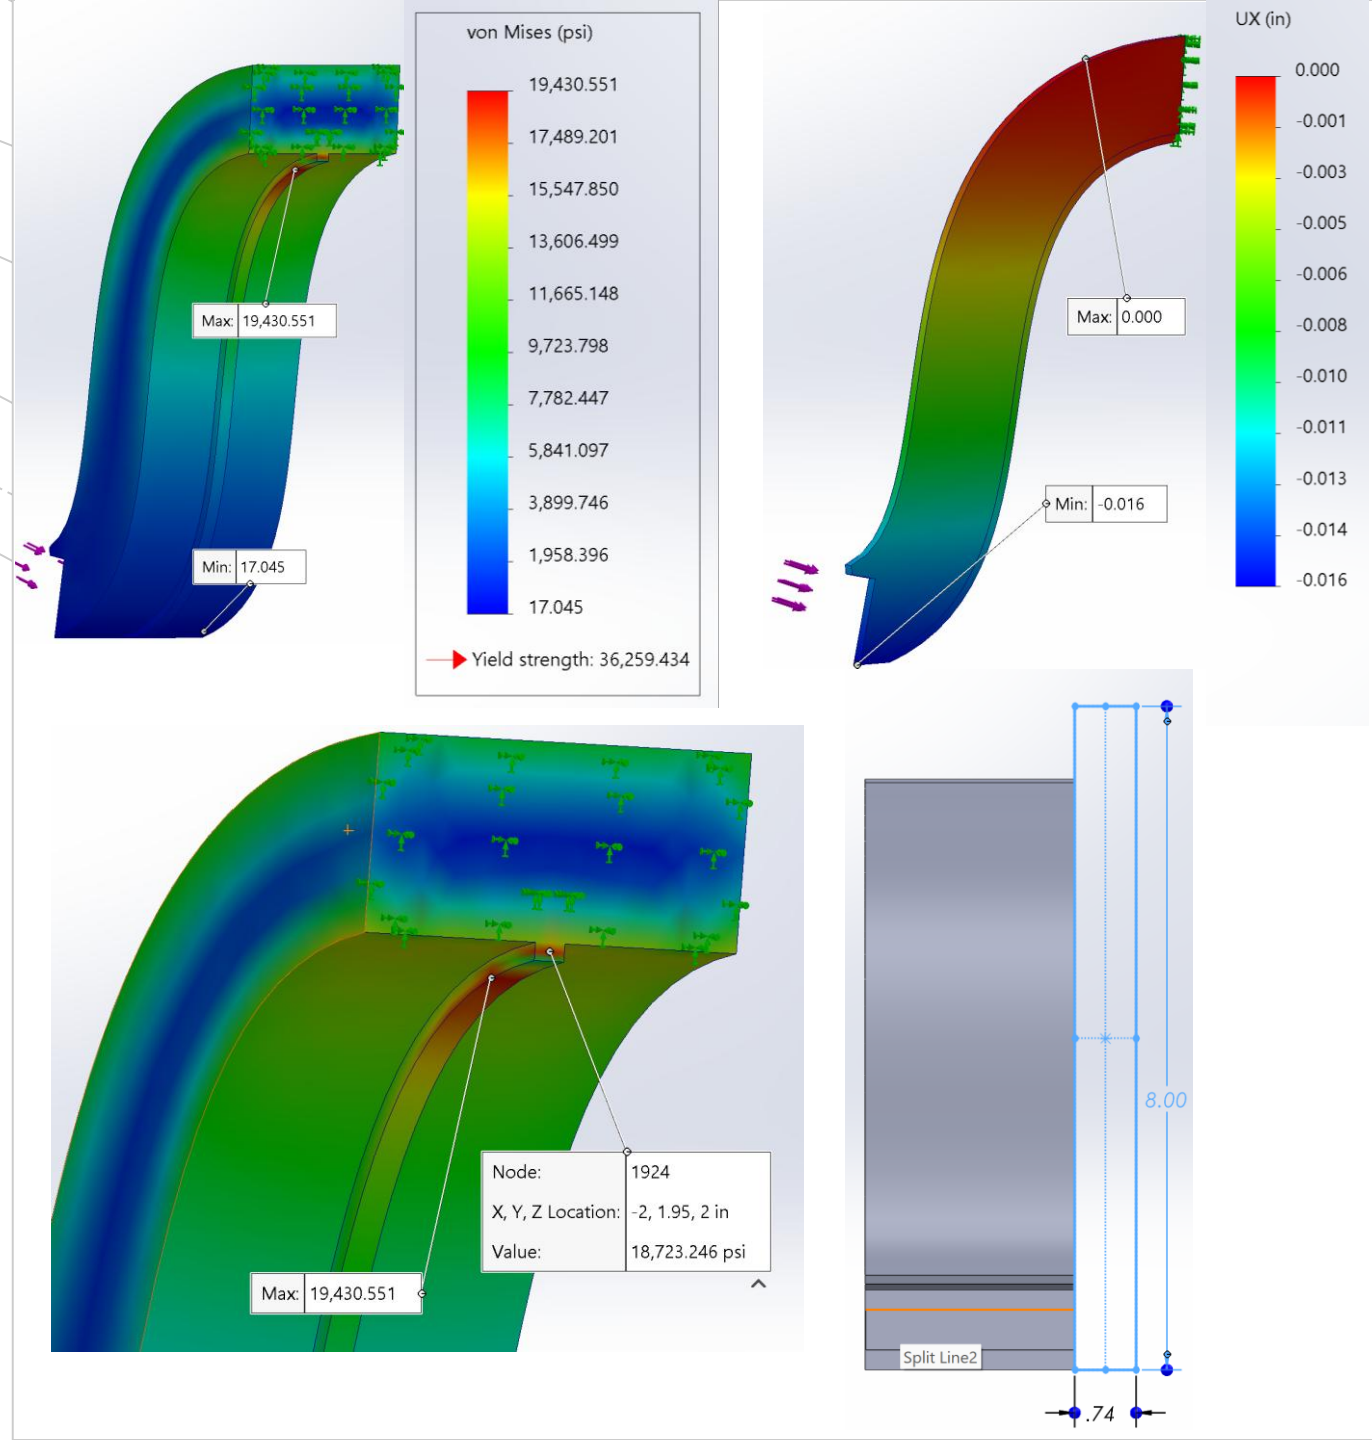 von Mises (psi)
19,430.551
17,489.201
15,547.850
13,606.499
11,665.148
9,723.798
7,782.447
5,841.097
3,899.746
1,958.396
17.045
Yield strength: 36,259.434
Max: 19,430.551
Min: 17.045
UX (in)
0.000
-0.001
-0.003
-0.005
-0.006
-0.008
-0.010
-0.011
-0.013
-0.014
-0.016
Max: 0.000
Min: -0.016
Node: 1924
X, Y, Z Location: -2, 1.95, 2 in
Value: 18,723.246 psi
Max: 19,430.551
8.00
Split Line2
.74